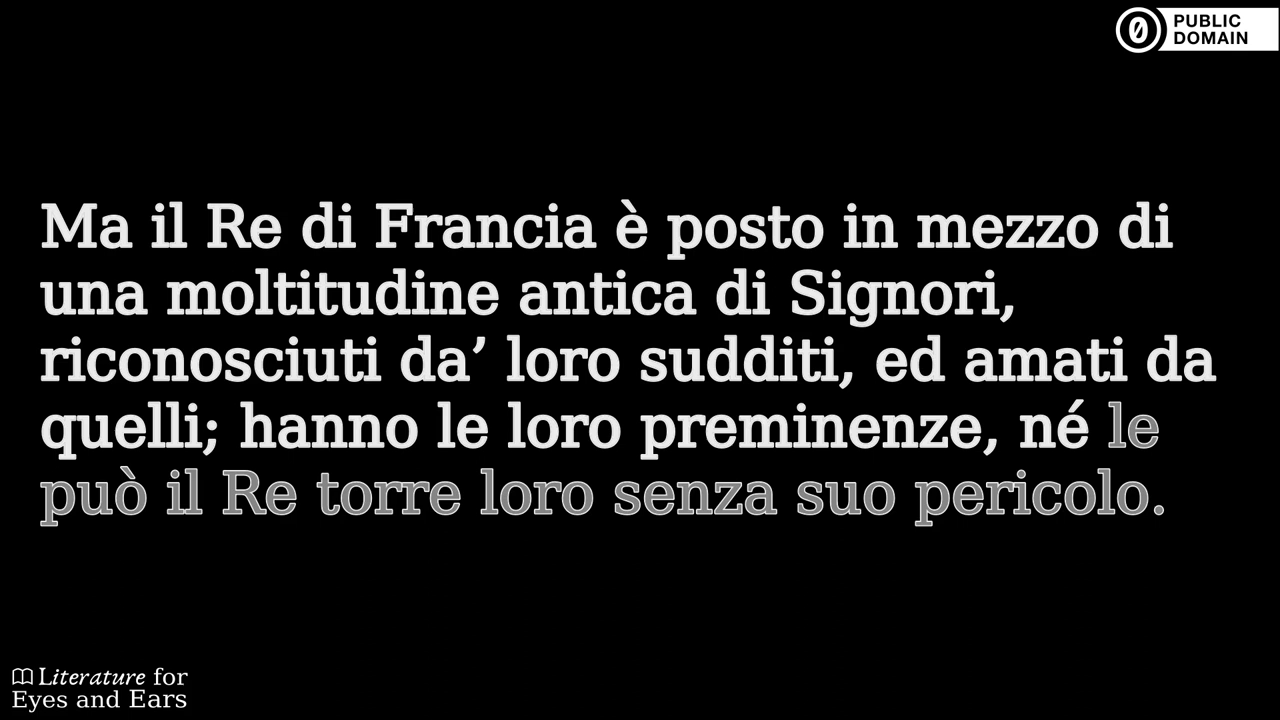 PUBLIC
DOMAIN
Ma il Re di Francia è posto in mezzo di
una moltitudine antica di Signori,
riconosciuti da’ loro sudditi, ed amati da
quelli; hanno le loro preminenze, né le
può il Re torre loro senza suo pericolo.
Literature for
Eyes and Ears